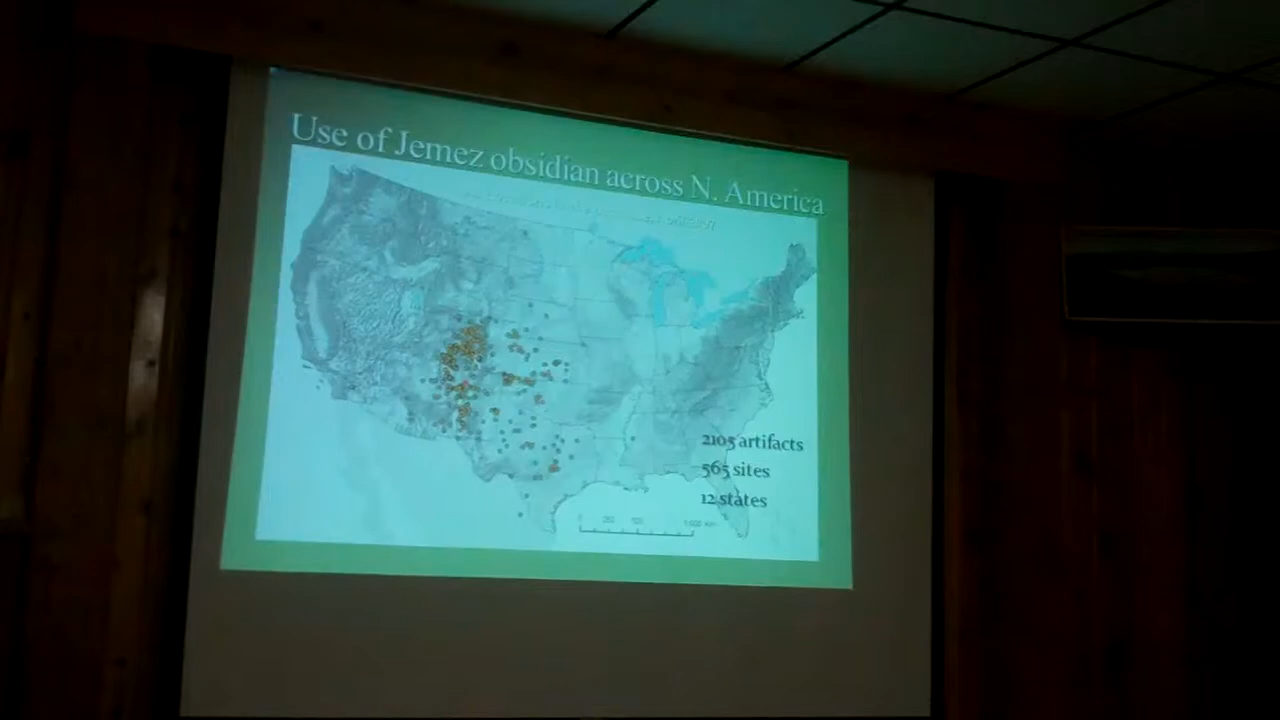 Use of Jemez obsidian across N. America
2105 artifacts
565 sites
12 states